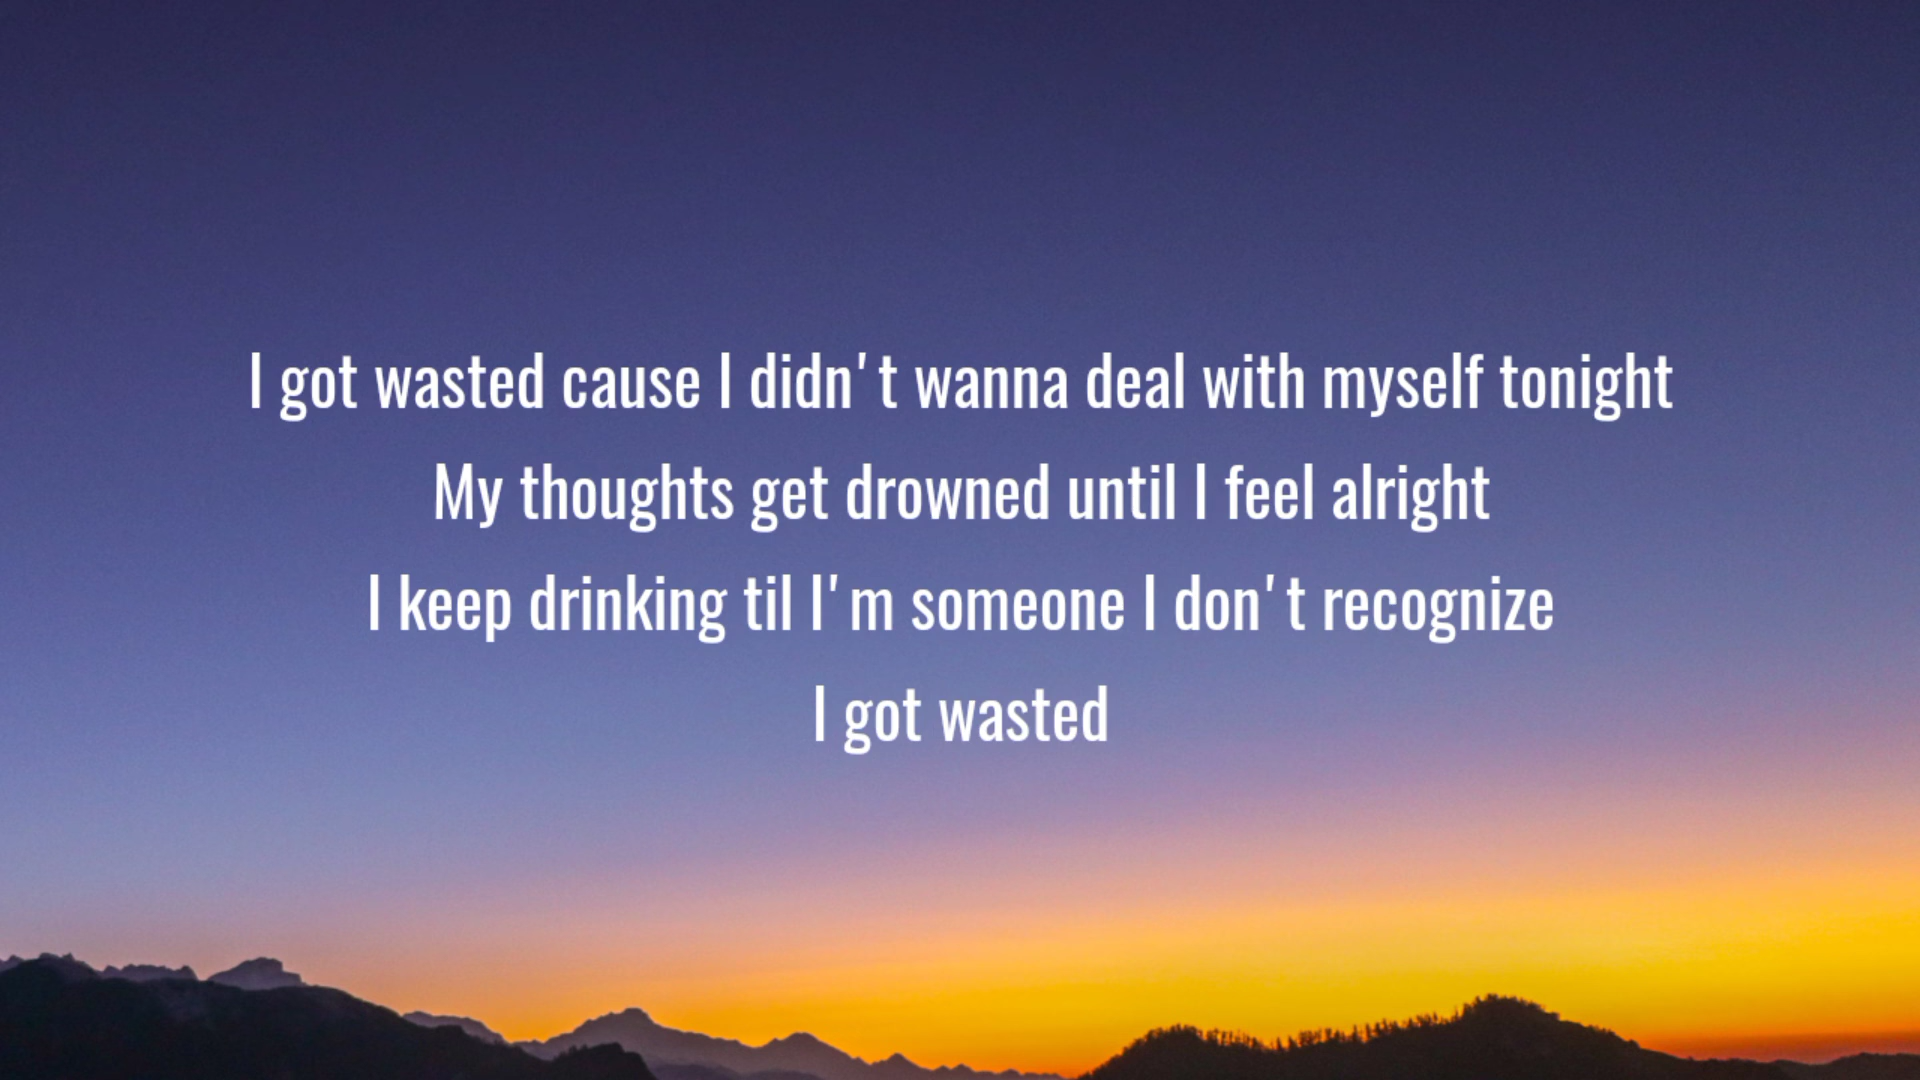 I got wasted cause I didn't wanna deal with myself tonight
My thoughts get drowned until I feel alright
I keep drinking til I'm someone I don't recognize
I got wasted